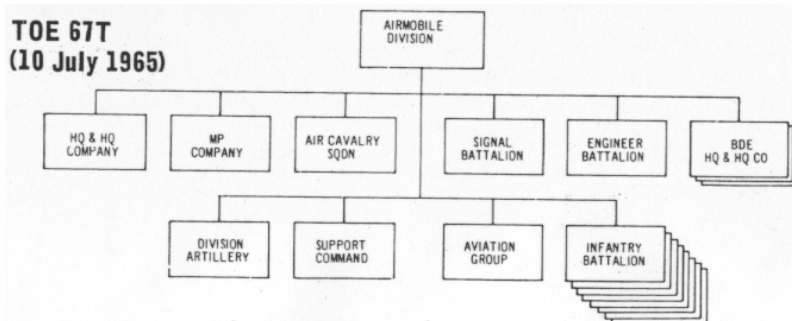 TOE 67T
(10 July 1965)
AIRMOBILE
DIVISION
HQ & HQ
COMPANY
MP
COMPANY
AIR CAVALRY
SQDN
SIGNAL
BATTALION
ENGINEER
BATTALION
BDE
HQ & HQ CO
DIVISION
ARTILLERY
SUPPORT
COMMAND
AVIATION
GROUP
INFANTRY
BATTALION